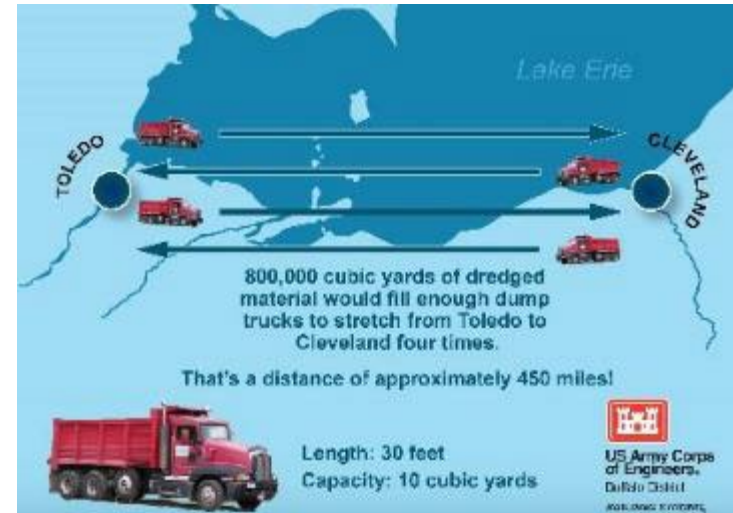 Lake Erie
TOLEDO
CLEVELAND
800,000 cubic yards of dredged
material would fill enough dump
trucks to stretch from Toledo to
Cleveland four times.
That's a distance of approximately 450 miles!
Length: 30 feet
Capacity: 10 cubic yards
US Army Corps
of Engineers.
Buffalo District